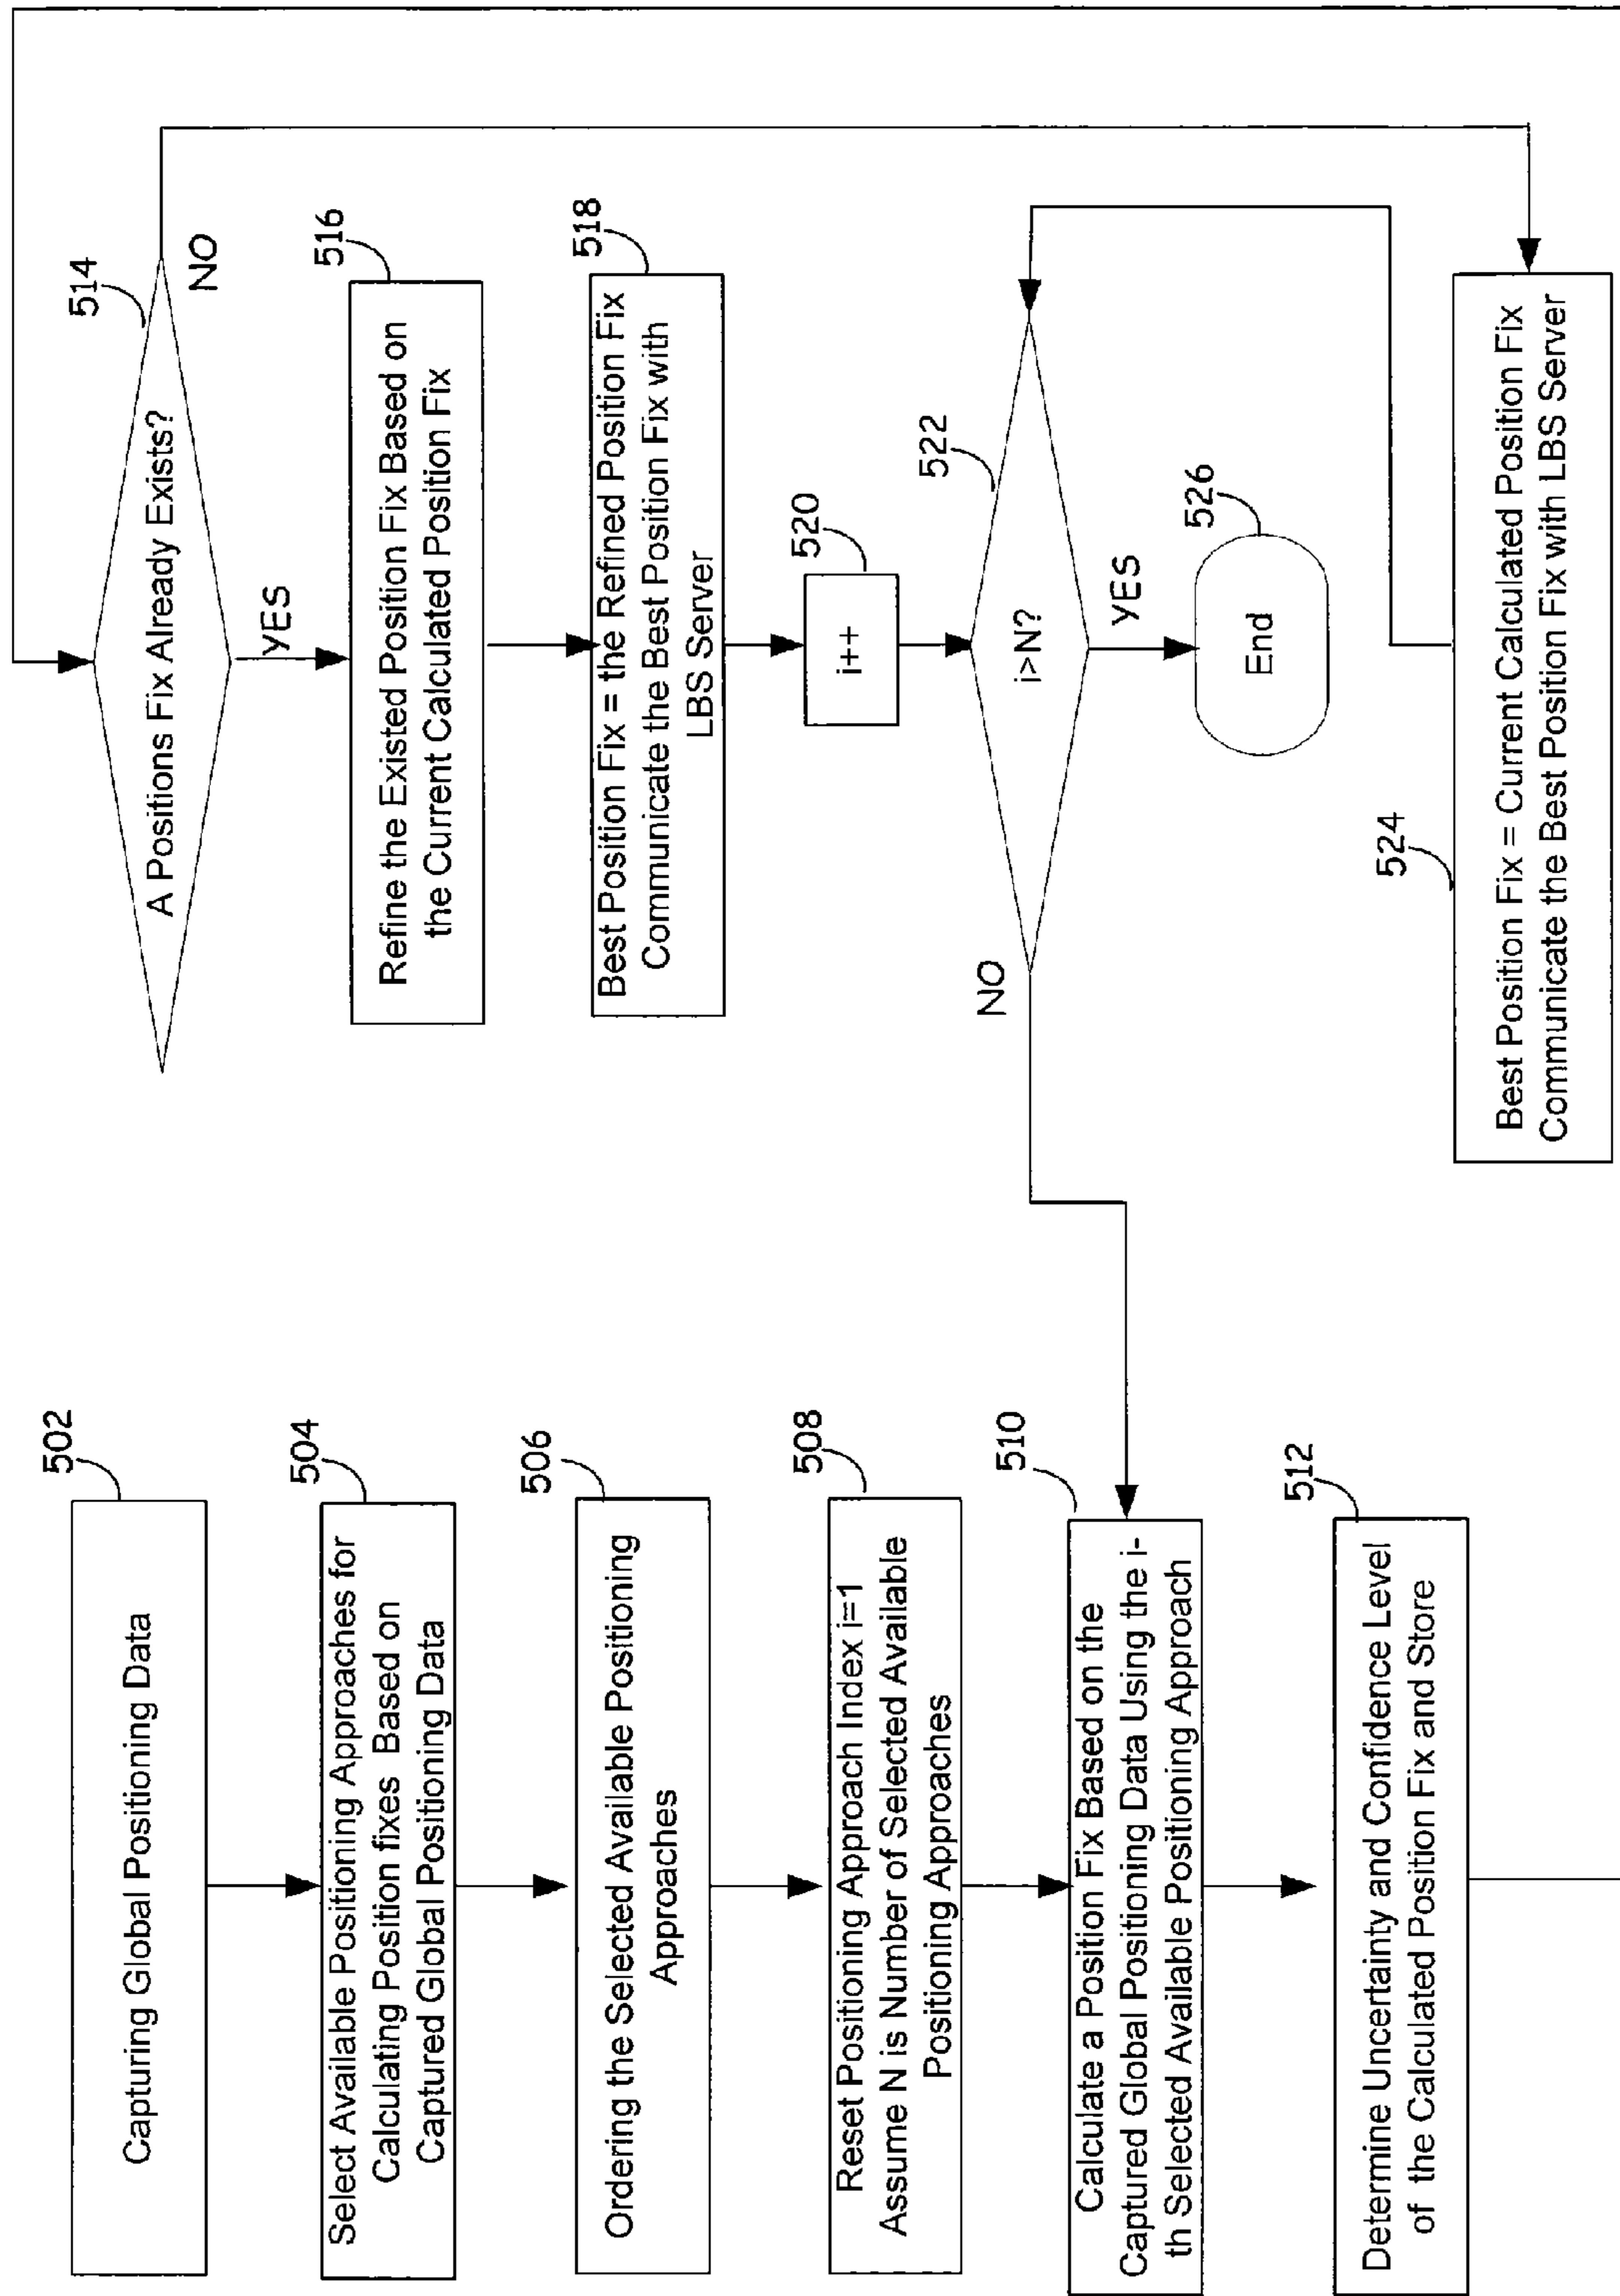 502
Capturing Global Positioning Data
504
Select Available Positioning Approaches for
Calculating Position fixes Based on
Captured Global Positioning Data
506
Ordering the Selected Available Positioning
Approaches
508
Reset Positioning Approach Index i=1
Assume N is Number of Selected Available
Positioning Approaches
510
Calculate a Position Fix Based on the
Captured Global Positioning Data Using the i-
th Selected Available Positioning Approach
512
Determine Uncertainty and Confidence Level
of the Calculated Position Fix and Store
514
A Positions Fix Already Exists?
NO
YES
516
Refine the Existed Position Fix Based on
the Current Calculated Position Fix
518
Best Position Fix = the Refined Position Fix
Communicate the Best Position Fix with
LBS Server
520
i++
522
i>N?
NO
YES
526
End
524
Best Position Fix = Current Calculated Position Fix
Communicate the Best Position Fix with LBS Server